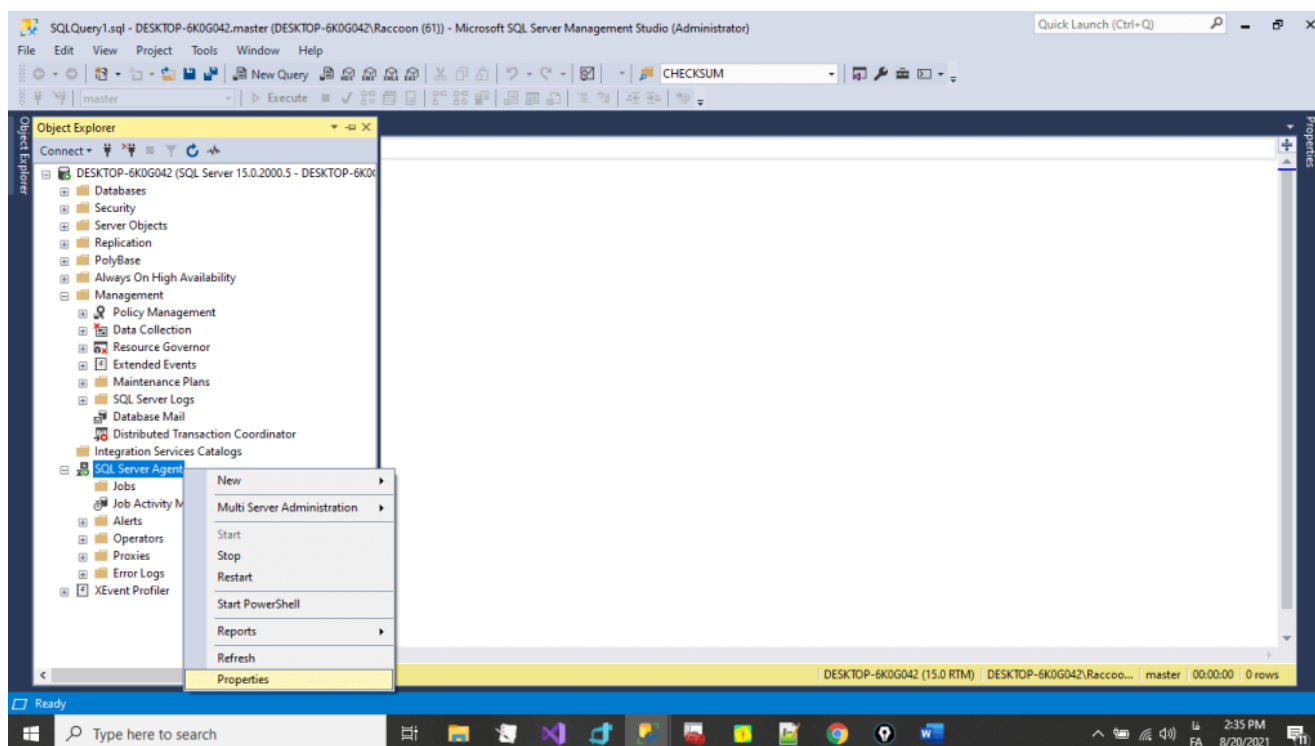 SQLQuery1.sql - DESKTOP-6K0G042.master (DESKTOP-6K0G042\Raccoon (61)) - Microsoft SQL Server Management Studio (Administrator)
Quick Launch (Ctrl+Q)
File Edit View Project Tools Window Help
New Query CHECKSUM
master Execute
Object Explorer
Properties
Object Explorer
Connect
DESKTOP-6K0G042 (SQL Server 15.0.2000.5 - DESKTOP-6K0G
Databases
Security
Server Objects
Replication
PolyBase
Always On High Availability
Management
Policy Management
Data Collection
Resource Governor
Extended Events
Maintenance Plans
SQL Server Logs
Database Mail
Distributed Transaction Coordinator
Integration Services Catalogs
SQL Server Agent
Jobs
Job Activity M
Alerts
Operators
Proxies
Error Logs
XEvent Profiler
New
Multi Server Administration
Start
Stop
Restart
Start PowerShell
Reports
Refresh
Properties
DESKTOP-6K0G042 (15.0 RTM) DESKTOP-6K0G042\Raccoo... master 00:00:00 0 rows
Ready
Type here to search
فا
FA
2:35 PM
8/20/2021